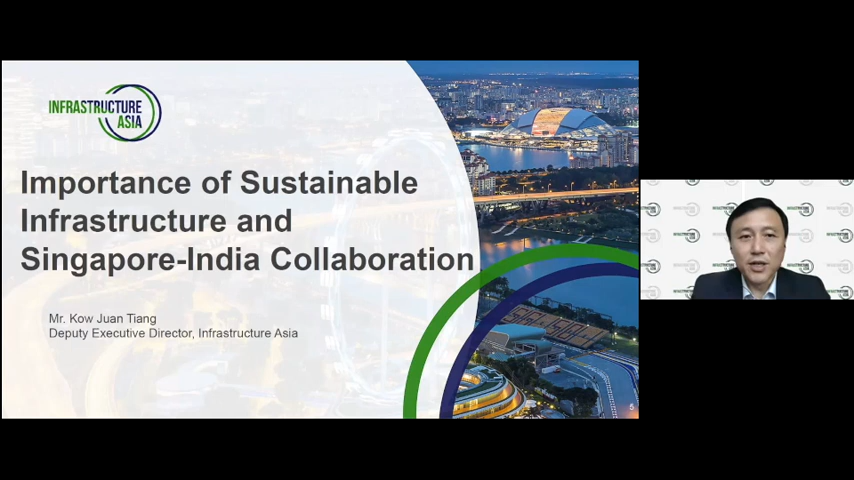 INFRASTRUCTURE
ASIA
Importance of Sustainable
Infrastructure and
Singapore-India Collaboration
Mr. Kow Juan Tiang
Deputy Executive Director, Infrastructure Asia
5